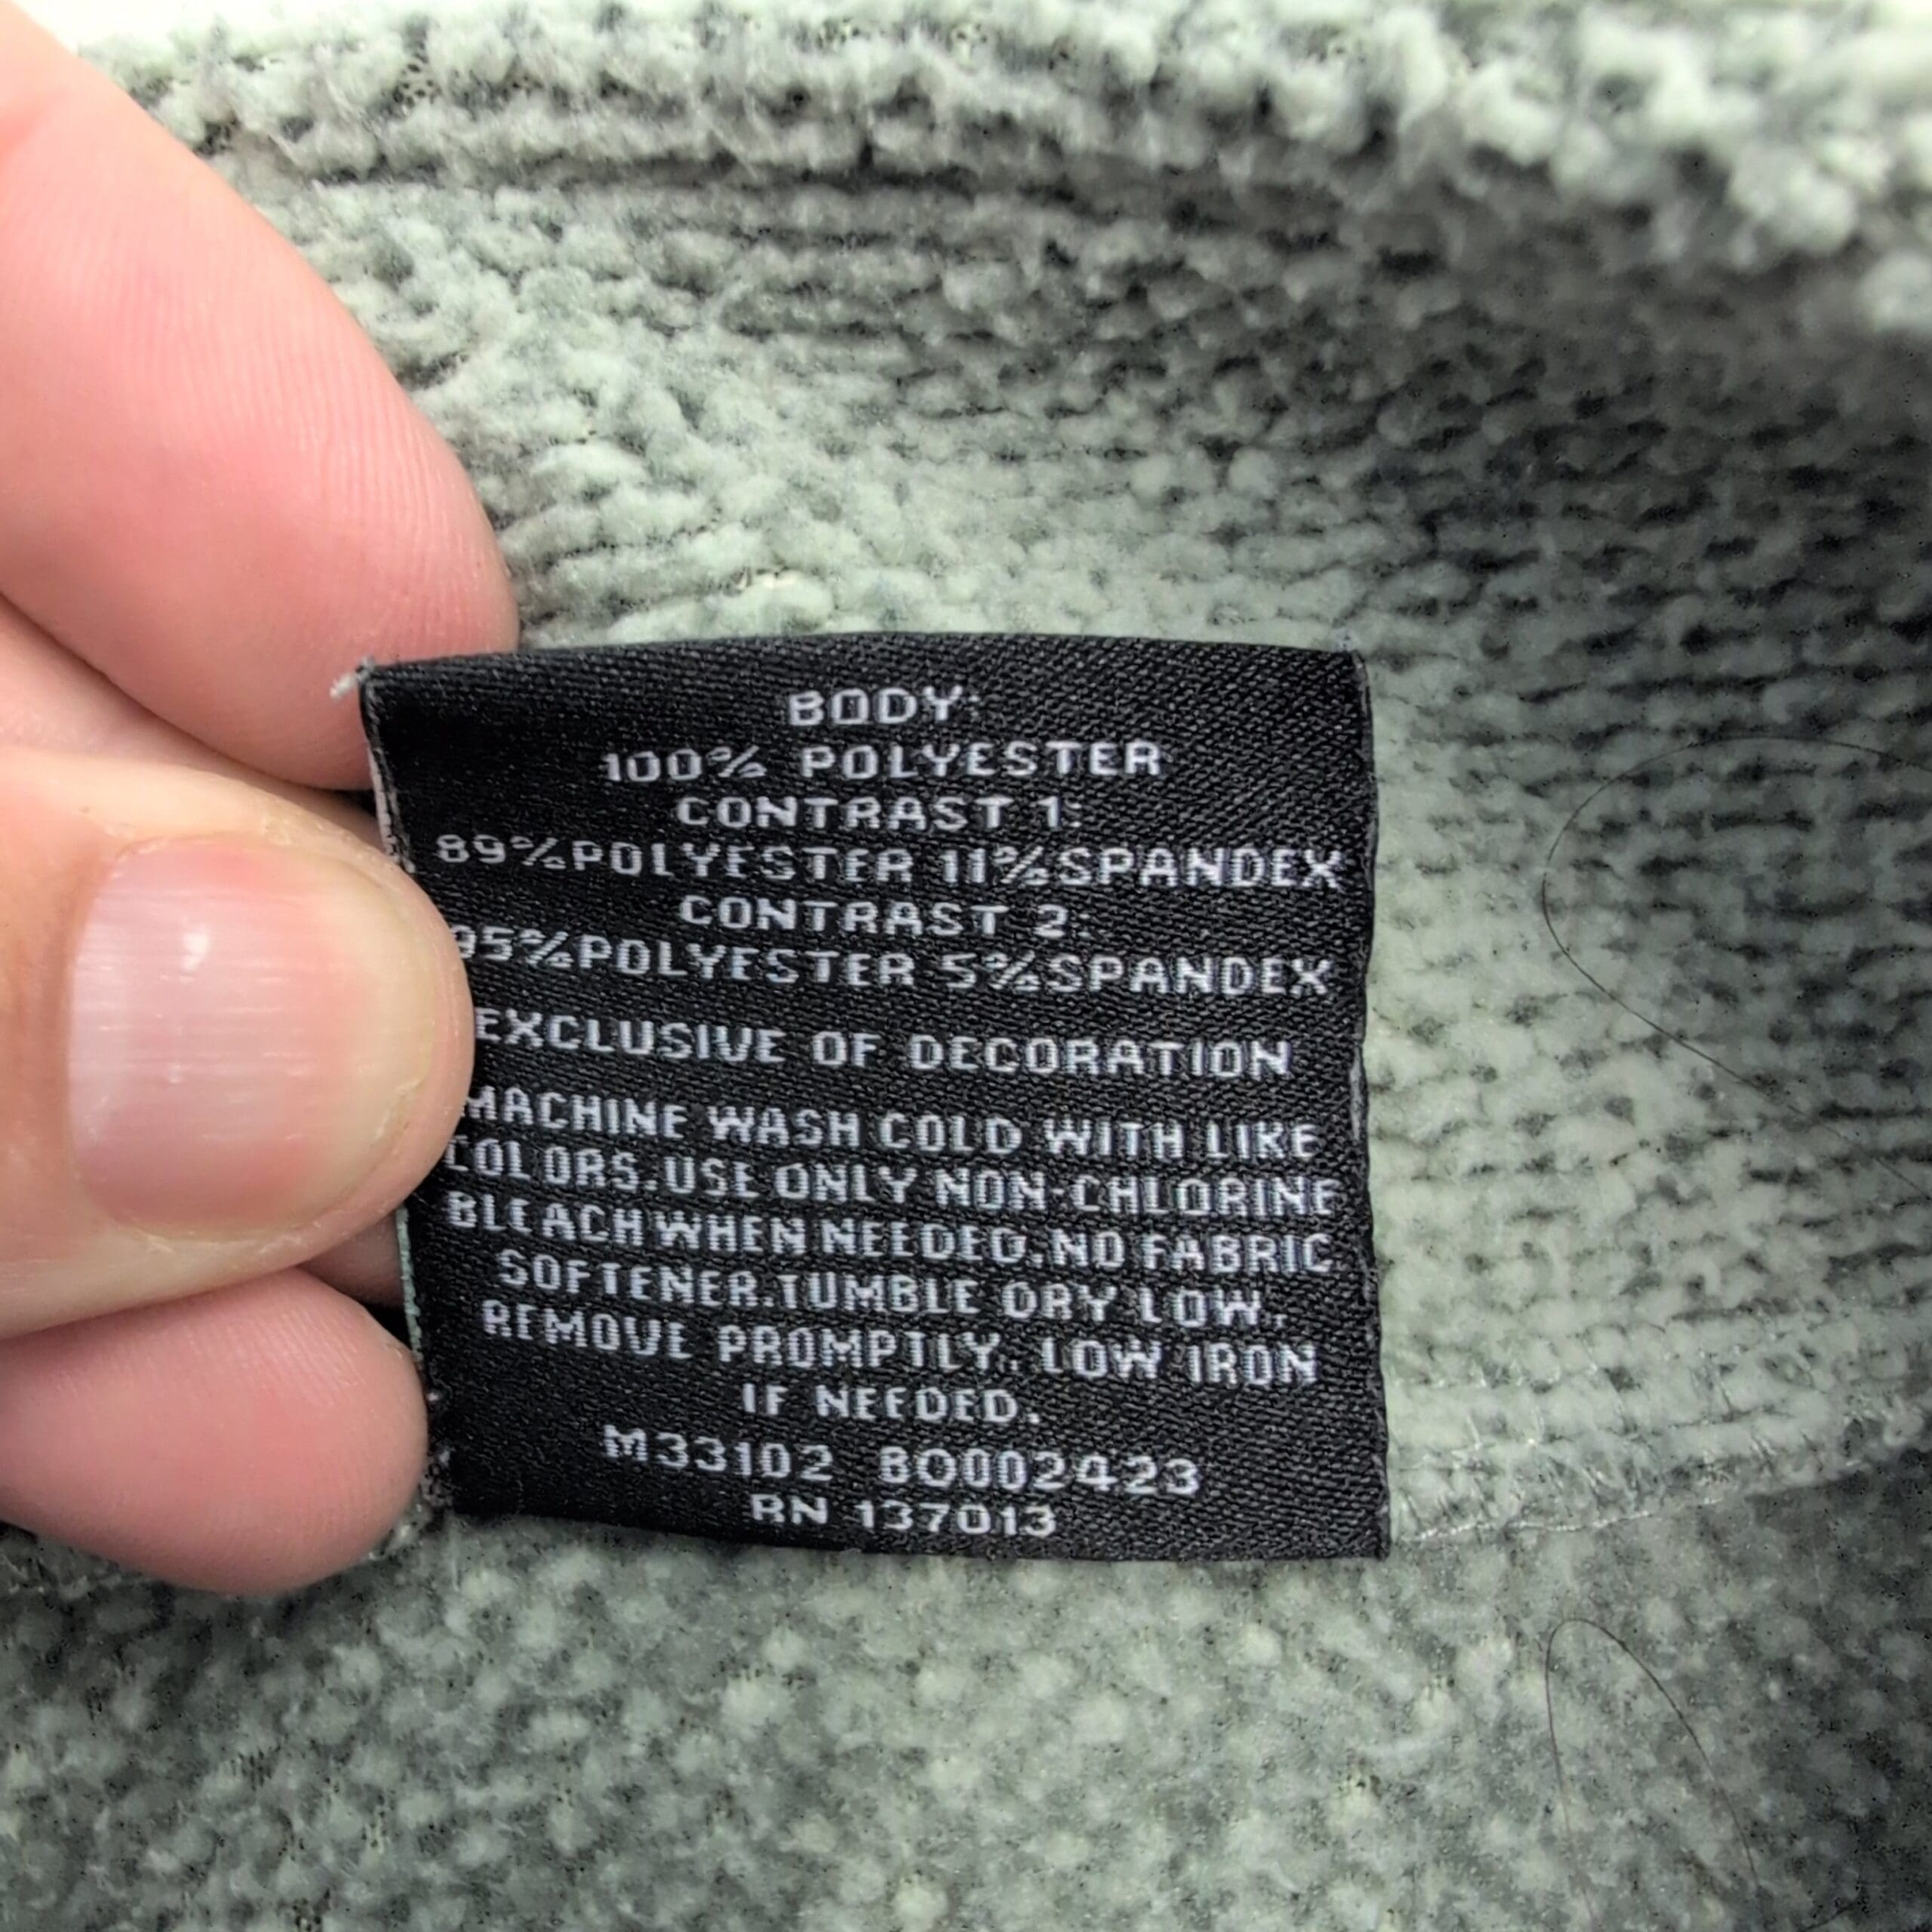 BODY:
100% POLYESTER
CONTRAST 1:
89%POLYESTER 11%SPANDEX
CONTRAST 2:
95%POLYESTER 5%SPANDEX
EXCLUSIVE OF DECORATION
MACHINE WASH COLD WITH LIKE
COLORS.USE ONLY NON-CHLORINE
BLEACH WHEN NEEDED.NO FABRIC
SOFTENER.TUMBLE DRY LOW,
REMOVE PROMPTLY. LOW IRON
IF NEEDED.
M33102 80002423
RN 137013